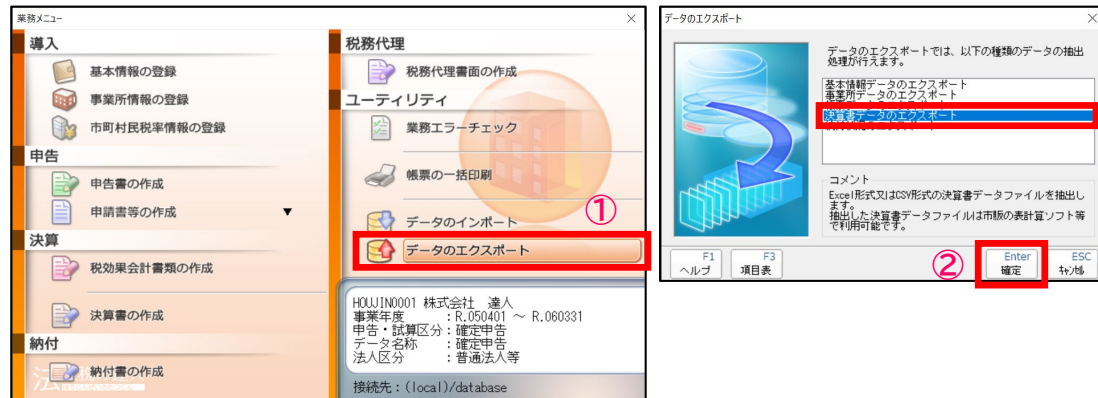 業務メニュー
導入
基本情報の登録
事業所情報の登録
市町村民税率情報の登録
申告
申告書の作成
申請書等の作成
決算
税効果会計書類の作成
決算書の作成
納付
納付書の作成
税務代理
税務代理書面の作成
ユーティリティ
業務エラーチェック
帳票の一括印刷
データのインポート
①
データのエクスポート
HOUJIN0001 株式会社 達人
事業年度 :R.050401 ~ R.060331
申告・試算区分:確定申告
データ名称 :確定申告
法人区分 :普通法人等
接続先:(local)/database
データのエクスポート
データのエクスポートでは、以下の種類のデータの抽出
処理が行えます。
基本情報データのエクスポート
事業所データのエクスポート
決算書データのエクスポート
コメント
Excel形式又はCSV形式の決算書データファイルを抽出し
ます。
抽出した決算書データファイルは市販の表計算ソフト等
で利用可能です。
F1
ヘルプ
F3
項目表
②
Enter
確定
ESC
キャンセル